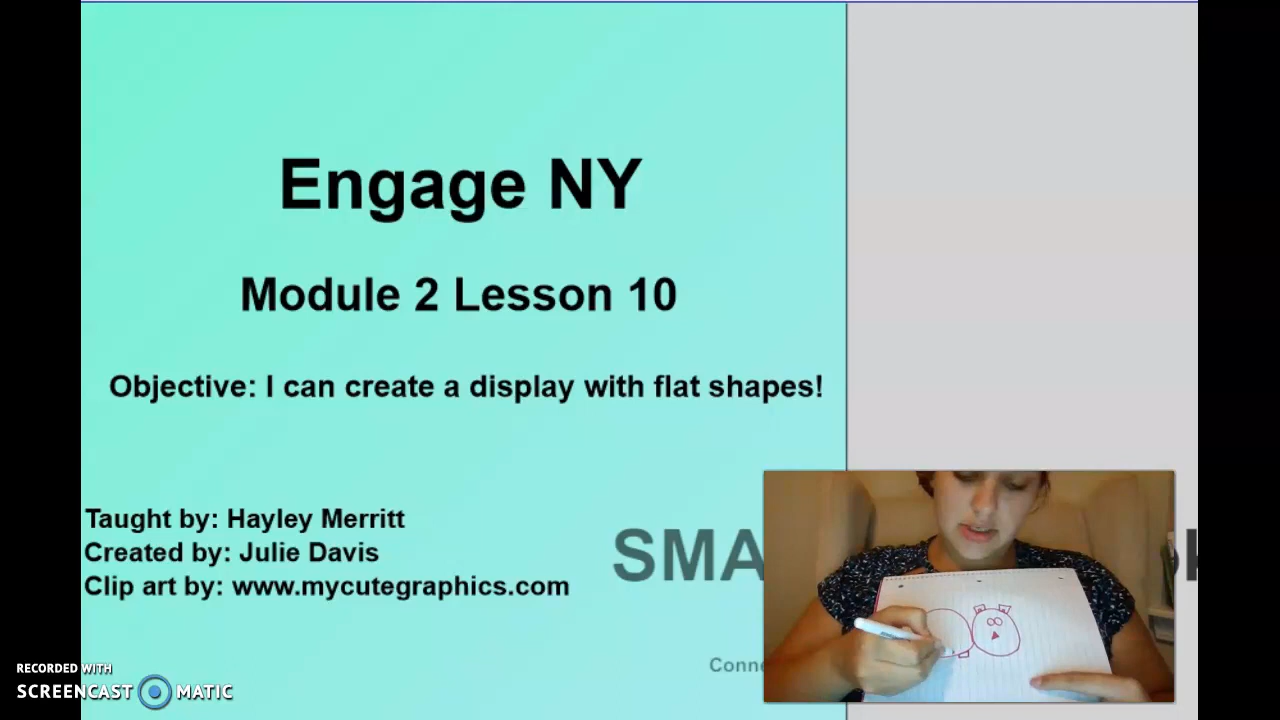 Engage NY
Module 2 Lesson 10
Objective: I can create a display with flat shapes!
Taught by: Hayley Merritt
Created by: Julie Davis
Clip art by: www.mycutegraphics.com
RECORDED WITH
SCREENCAST MATIC